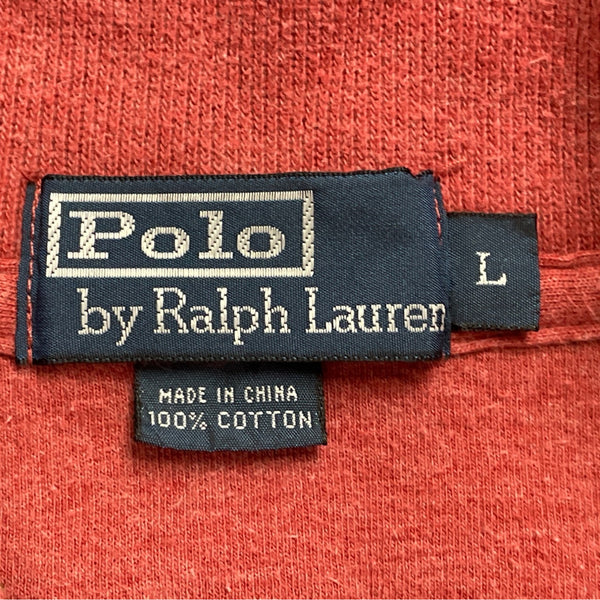 Polo
by Ralph Lauren
L
MADE IN CHINA
100% COTTON